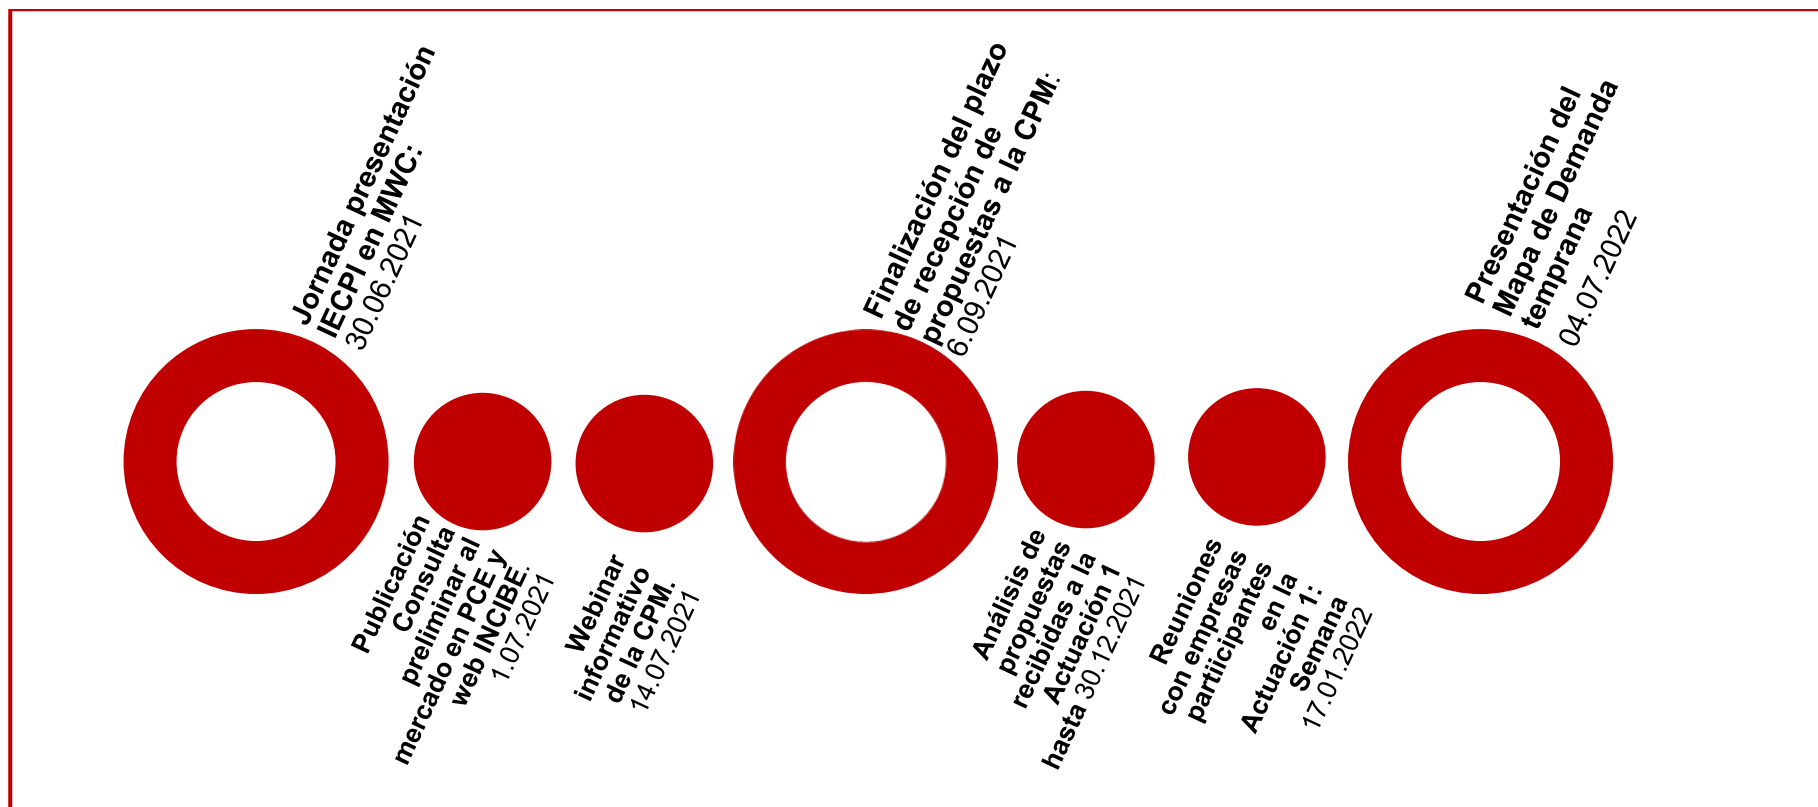 Jornada presentación
IECPI en MWC:
30.06.2021
Publicación
Consulta
preliminar al
mercado en PCE y
web INCIBE.
1.07.2021
Webinar
informativo
de la CPM.
14.07.2021
Finalización del plazo
de recepción de
propuestas a la CPM:
6.09.2021
Análisis de
propuestas
recibidas a la
Actuación 1
hasta 30.12.2021
Reuniones
con empresas
partiicipantes
en la
Actuación 1:
Semana
17.01.2022
Presentación del
Mapa de Demanda
temprana
04.07.2022